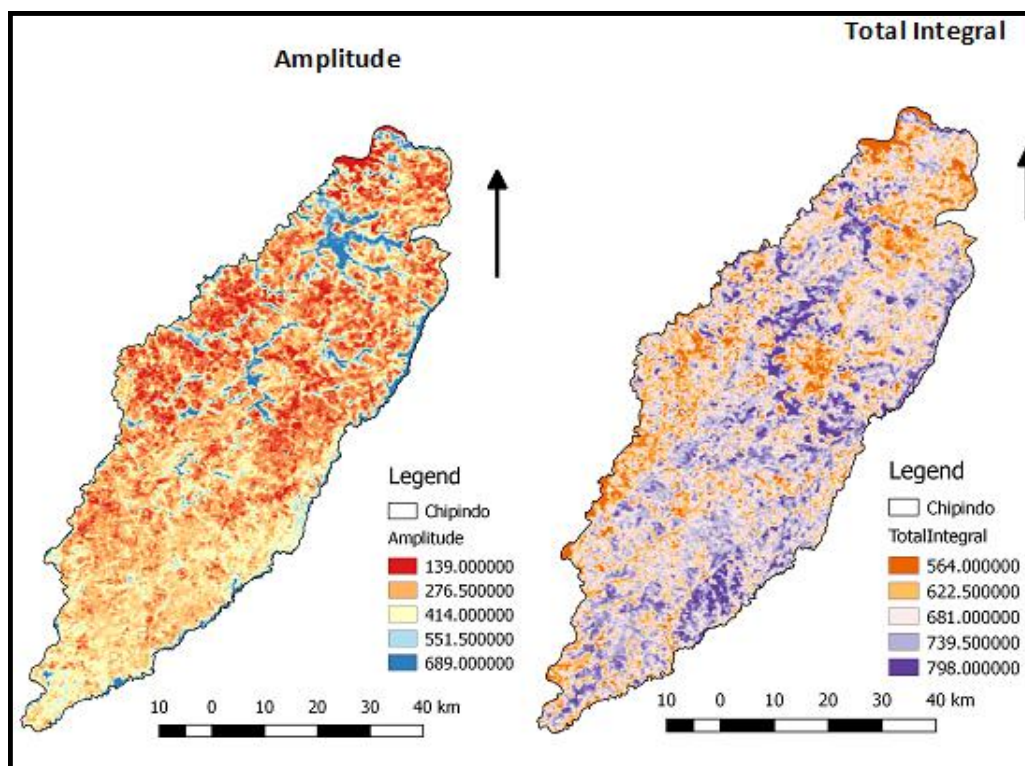 Amplitude
Legend
Chipindo
Amplitude
139.000000
276.500000
414.000000
551.500000
689.000000
10 0 10 20 30 40 km
Total Integral
Legend
Chipindo
TotalIntegral
564.000000
622.500000
681.000000
739.500000
798.000000
10 0 10 20 30 40 km